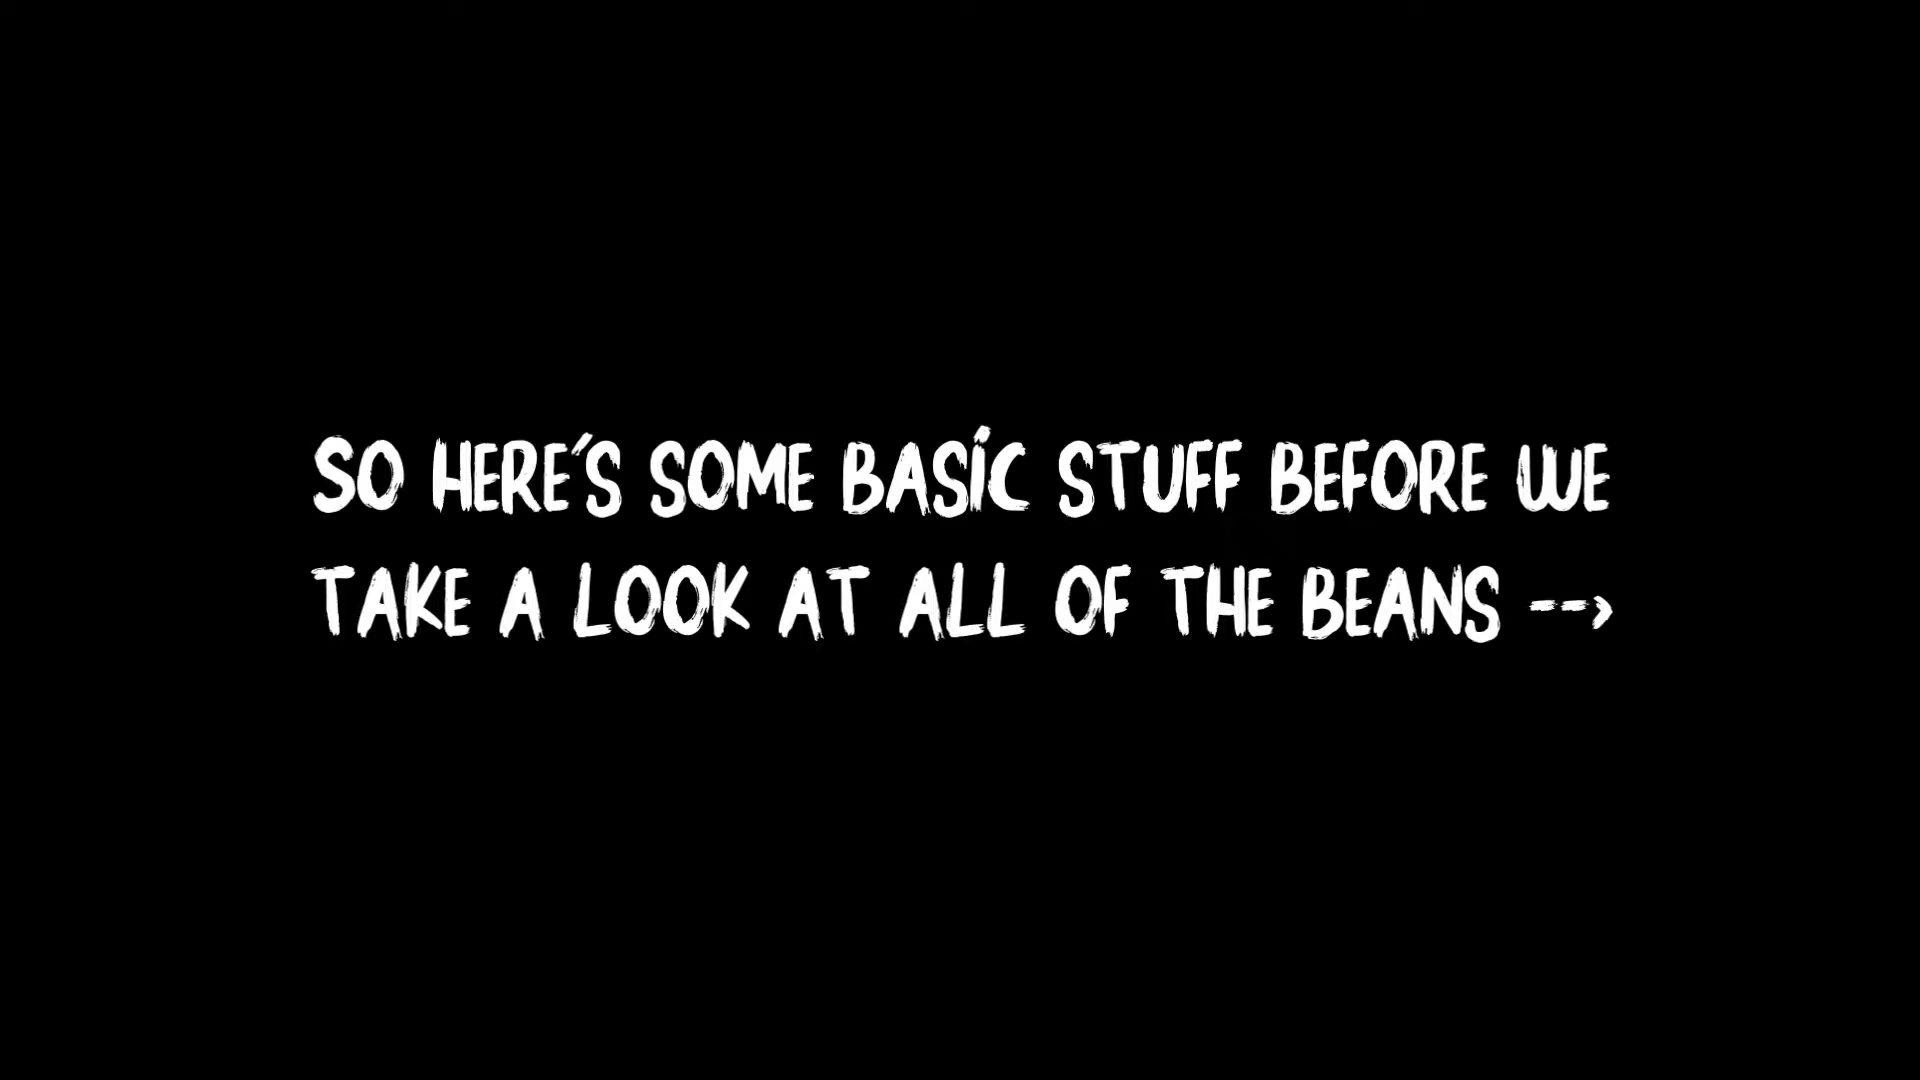 SO HERE'S SOME BASIC STUFF BEFORE WE
TAKE A LOOK AT ALL OF THE BEANS -->